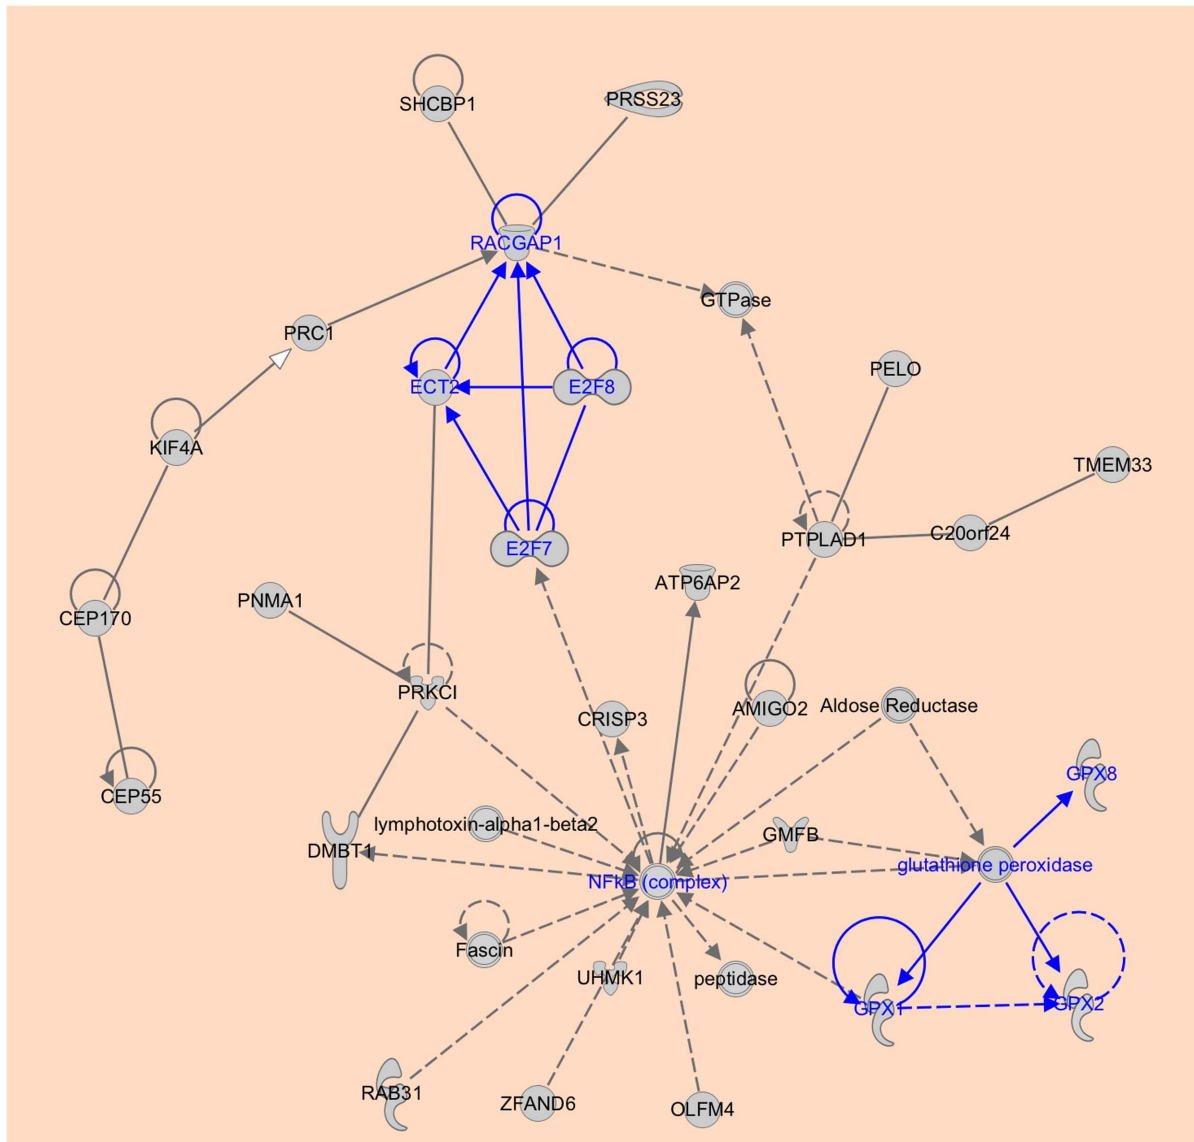 SHCBP1
PRSS23
RACGAP1
GTPase
PRC1
PELO
ECT2
E2F8
KIF4A
TMEM33
C20orf24
PTPLAD1
E2F7
ATP6AP2
PNMA1
CEP170
PRKCI
CRISP3
AMIGO2
Aldose Reductase
GPX8
CEP55
lymphotoxin-alpha1-beta2
GMFB
DMBT1
glutathione peroxidase
NFkB (complex)
Fascin
UHMK1
peptidase
GPX1
GPX2
RAB31
ZFAND6
OLFM4